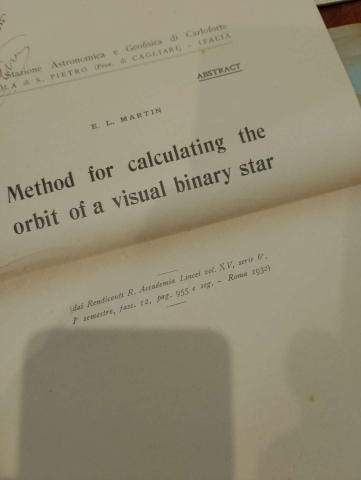 Stazione Astronomica e Geofisica di Carloforte
di S. PIETRO (Prov. di CAGLIARI) - ITALIA
ABSTRACT
E. L. MARTIN
Method for calculating the
orbit of a visual binary star
(dai Rendiconti R. Accademia Lincei vol. XV, serie 6ª,
1º semestre, fasc. 12, pag. 955 e seg. - Roma 1932)